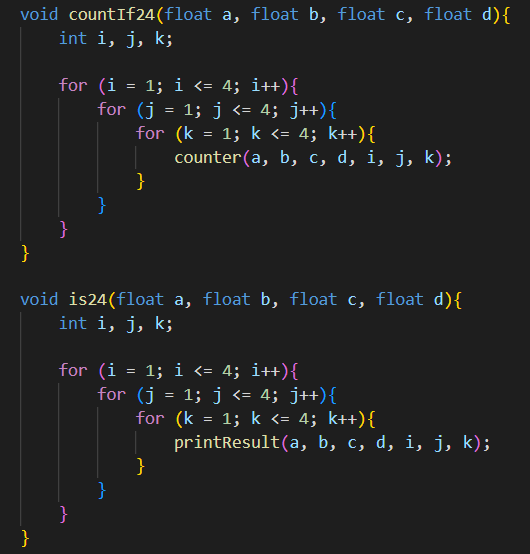 void countIf24(float a, float b, float c, float d){
    int i, j, k;

    for (i = 1; i <= 4; i++){
        for (j = 1; j <= 4; j++){
            for (k = 1; k <= 4; k++){
                counter(a, b, c, d, i, j, k);
            }
        }
    }
}

void is24(float a, float b, float c, float d){
    int i, j, k;

    for (i = 1; i <= 4; i++){
        for (j = 1; j <= 4; j++){
            for (k = 1; k <= 4; k++){
                printResult(a, b, c, d, i, j, k);
            }
        }
    }
}